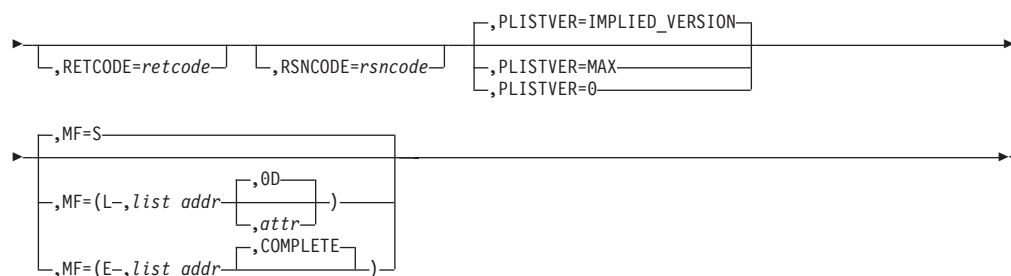 ,PLISTVER=IMPLIED_VERSION
,RETCODE=retcode ,RSNCODE=rsncode ,PLISTVER=MAX
,PLISTVER=0
,MF=S
,0D
,MF=(L ,list addr )
,attr
,COMPLETE
,MF=(E ,list addr )